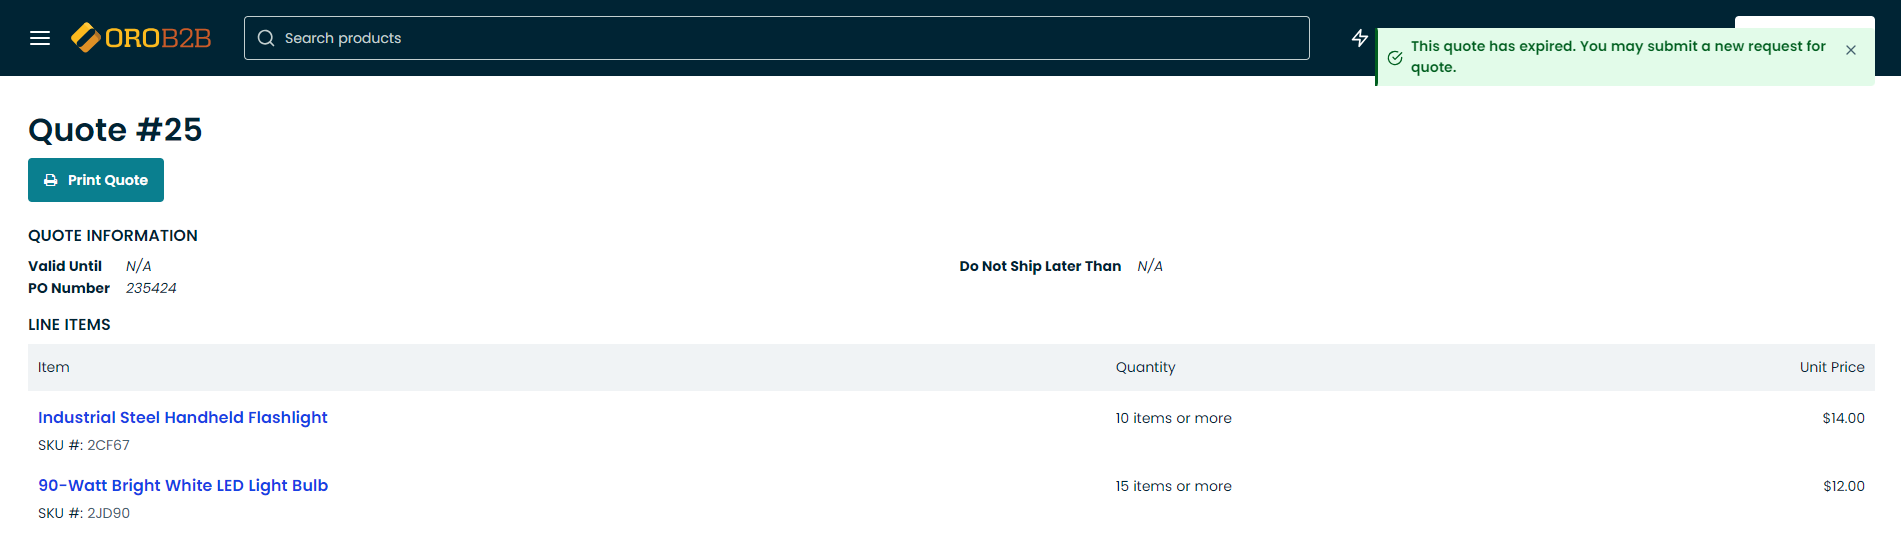 OROB2B
Search products
This quote has expired. You may submit a new request for
quote.
Quote #25
Print Quote
QUOTE INFORMATION
Valid Until N/A
Do Not Ship Later Than N/A
PO Number 235424
LINE ITEMS
Item Quantity Unit Price
Industrial Steel Handheld Flashlight 10 items or more $14.00
SKU #: 2CF67
90-Watt Bright White LED Light Bulb 15 items or more $12.00
SKU #: 2JD90